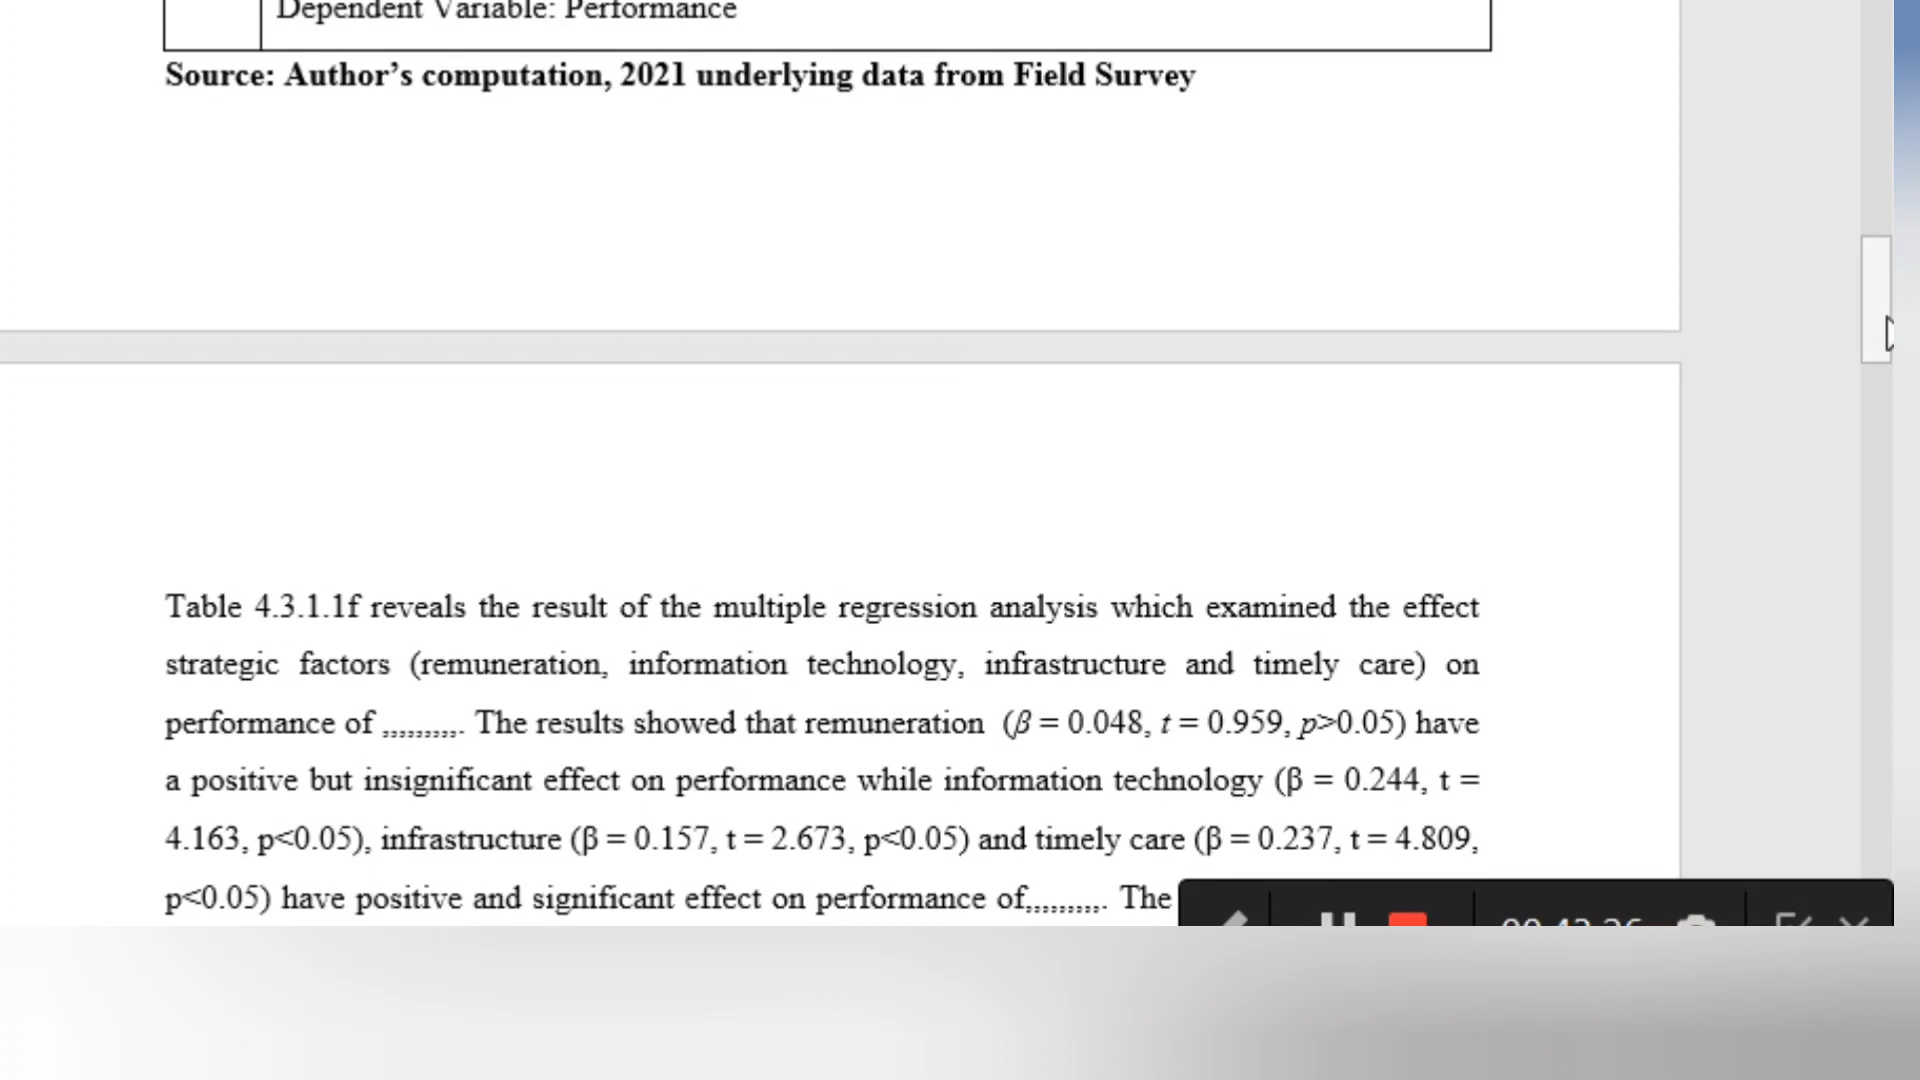 Dependent Variable: Performance
Source: Author’s computation, 2021 underlying data from Field Survey
Table 4.3.1.1f reveals the result of the multiple regression analysis which examined the effect
strategic factors (remuneration, information technology, infrastructure and timely care) on
performance of ,,,,,,,,,. The results showed that remuneration (β = 0.048, t = 0.959, p>0.05) have
a positive but insignificant effect on performance while information technology (β = 0.244, t =
4.163, p<0.05), infrastructure (β = 0.157, t = 2.673, p<0.05) and timely care (β = 0.237, t = 4.809,
p<0.05) have positive and significant effect on performance of,,,,,,,,,. The